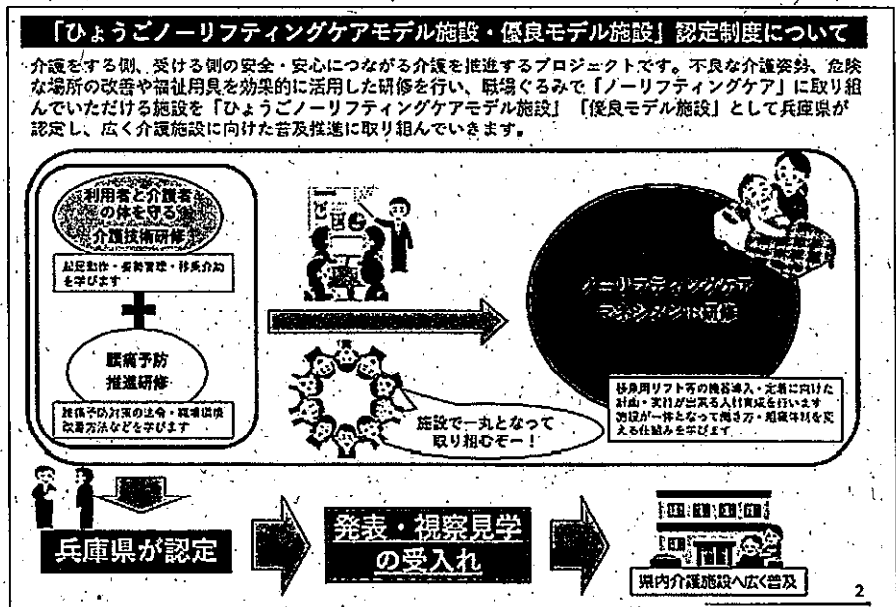 「ひょうごノーリフティングケアモデル施設・優良モデル施設」認定制度について
介護をする側、受ける側の安全・安心につながる介護を推進するプロジェクトです。不良な介護姿勢、危険
な場所の改善や福祉用具を効果的に活用した研修を行い、職場ぐるみで「ノーリフティングケア」に取り組
んでいただける施設を「ひょうごノーリフティングケアモデル施設」「優良モデル施設」として兵庫県が
認定し、広く介護施設に向けた普及推進に取り組んでいきます。
利用者と介護者
の体を守る
介護技術研修
起居動作・姿勢管理・移乗介助
を学びます
腰痛予防
推進研修
腰痛予防対策の法令・職場環境
改善方法などを学びます
施設で一丸となって
取り組むぞー！
ノーリフティングケア
マネジメント研修
移乗用リフト等の機器導入・定着に向けた
計画・実行が出来る人材育成を行います
施設が一体となって働き方・組織体制を変
える仕組みを学びます
兵庫県が認定
発表・視察見学
の受入れ
県内介護施設へ広く普及
2